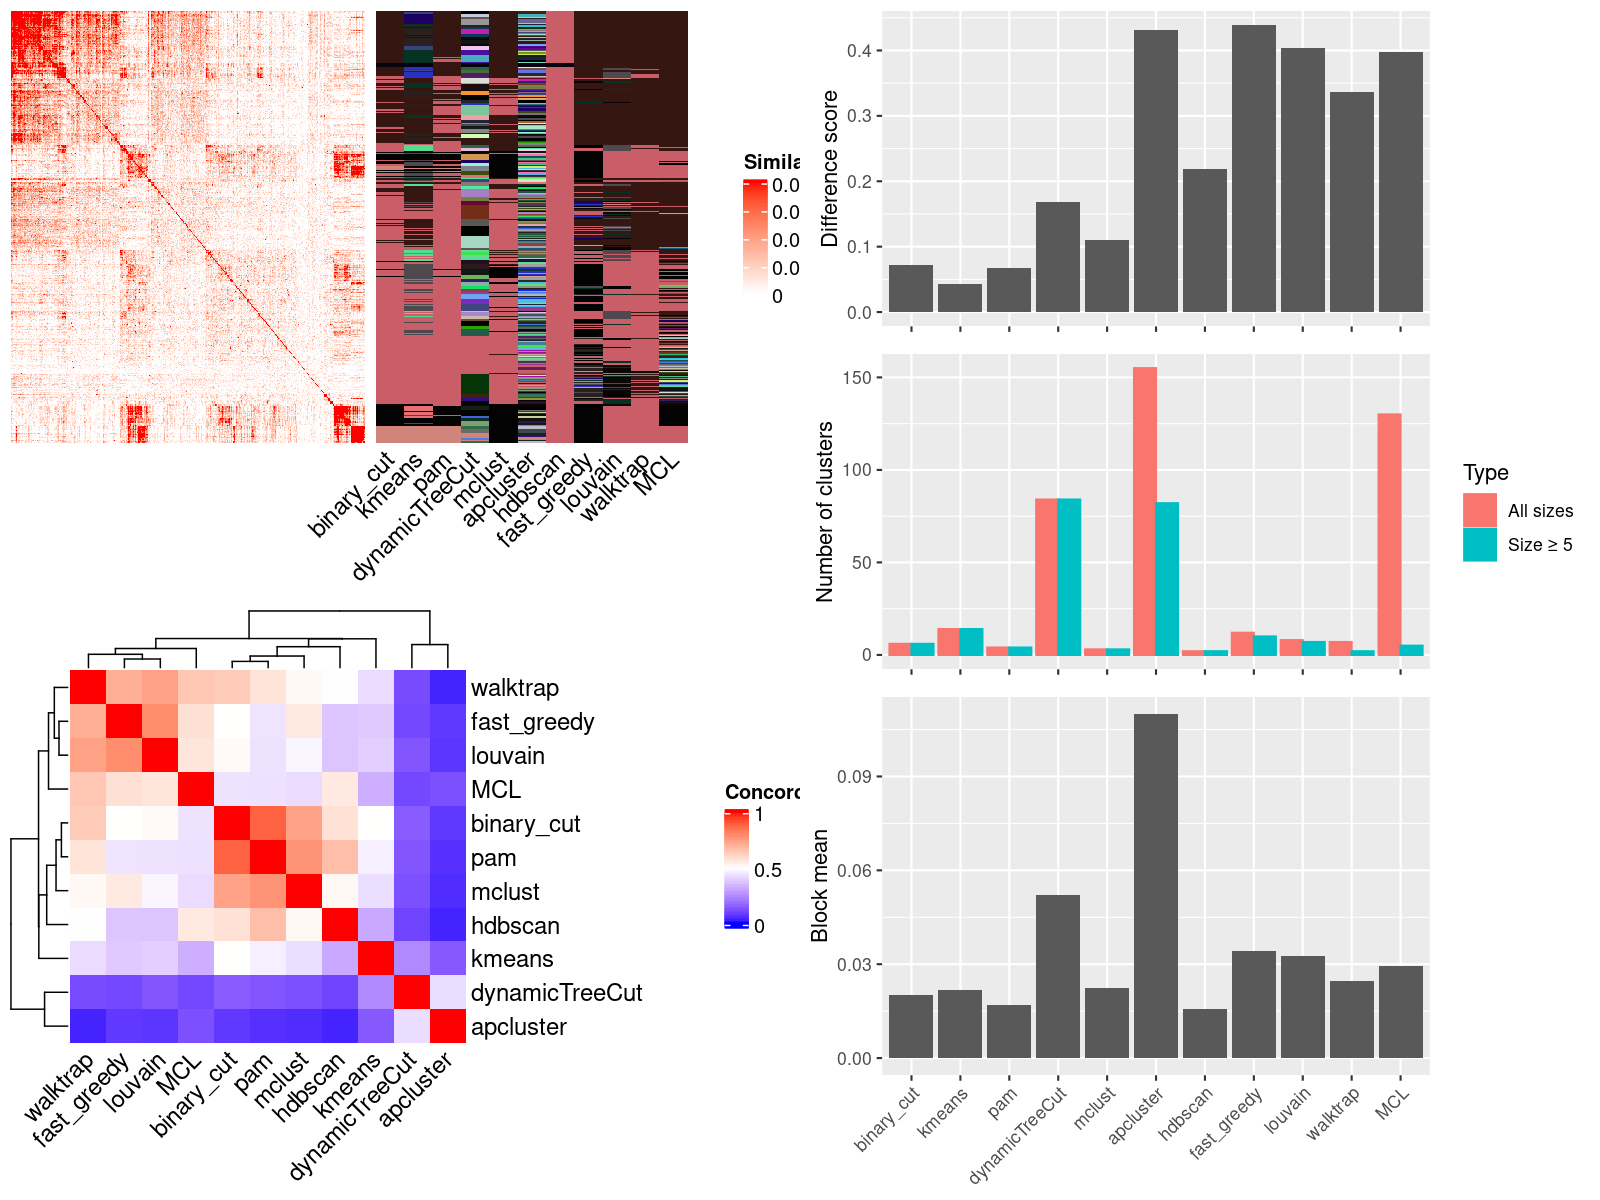 Simila
0.0
0.0
0.0
0.0
0
binary_cut
kmeans
pam
dynamicTreeCut
mclust
apcluster
hdbscan
fast_greedy
louvain
walktrap
MCL
walktrap
fast_greedy
louvain
MCL
binary_cut
pam
mclust
hdbscan
kmeans
dynamicTreeCut
apcluster
walktrap
fast_greedy
louvain
MCL
binary_cut
pam
mclust
hdbscan
kmeans
dynamicTreeCut
apcluster
Concord
1
0.5
0
Difference score
0.4
0.3
0.2
0.1
0.0
Number of clusters
150
100
50
0
Type
All sizes
Size ≥ 5
Block mean
0.09
0.06
0.03
0.00
binary_cut
kmeans
pam
dynamicTreeCut
mclust
apcluster
hdbscan
fast_greedy
louvain
walktrap
MCL